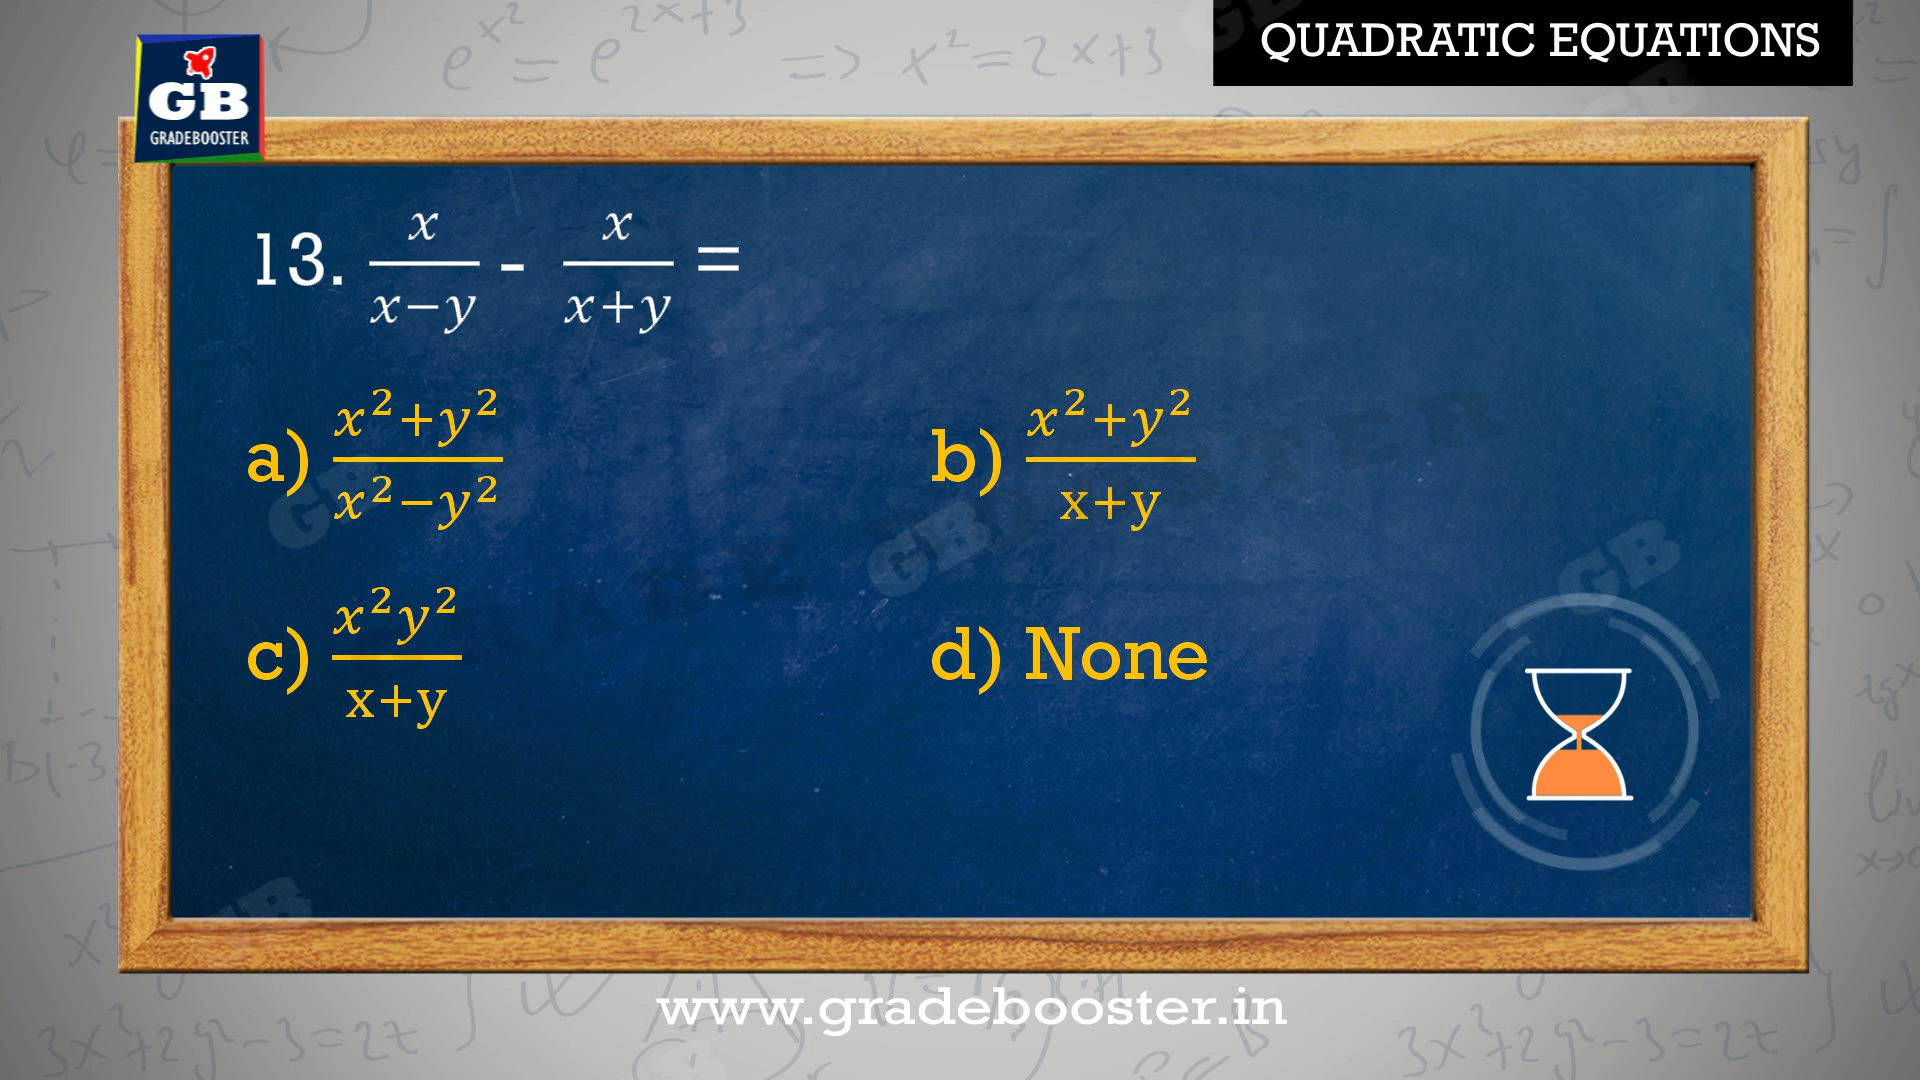 QUADRATIC EQUATIONS
GB
GRADEBOOSTER
13. x/(x−y) - x/(x+y) =
a) (x²+y²)/(x²−y²)
b) (x²+y²)/(x+y)
c) (x²y²)/(x+y)
d) None
www.gradebooster.in